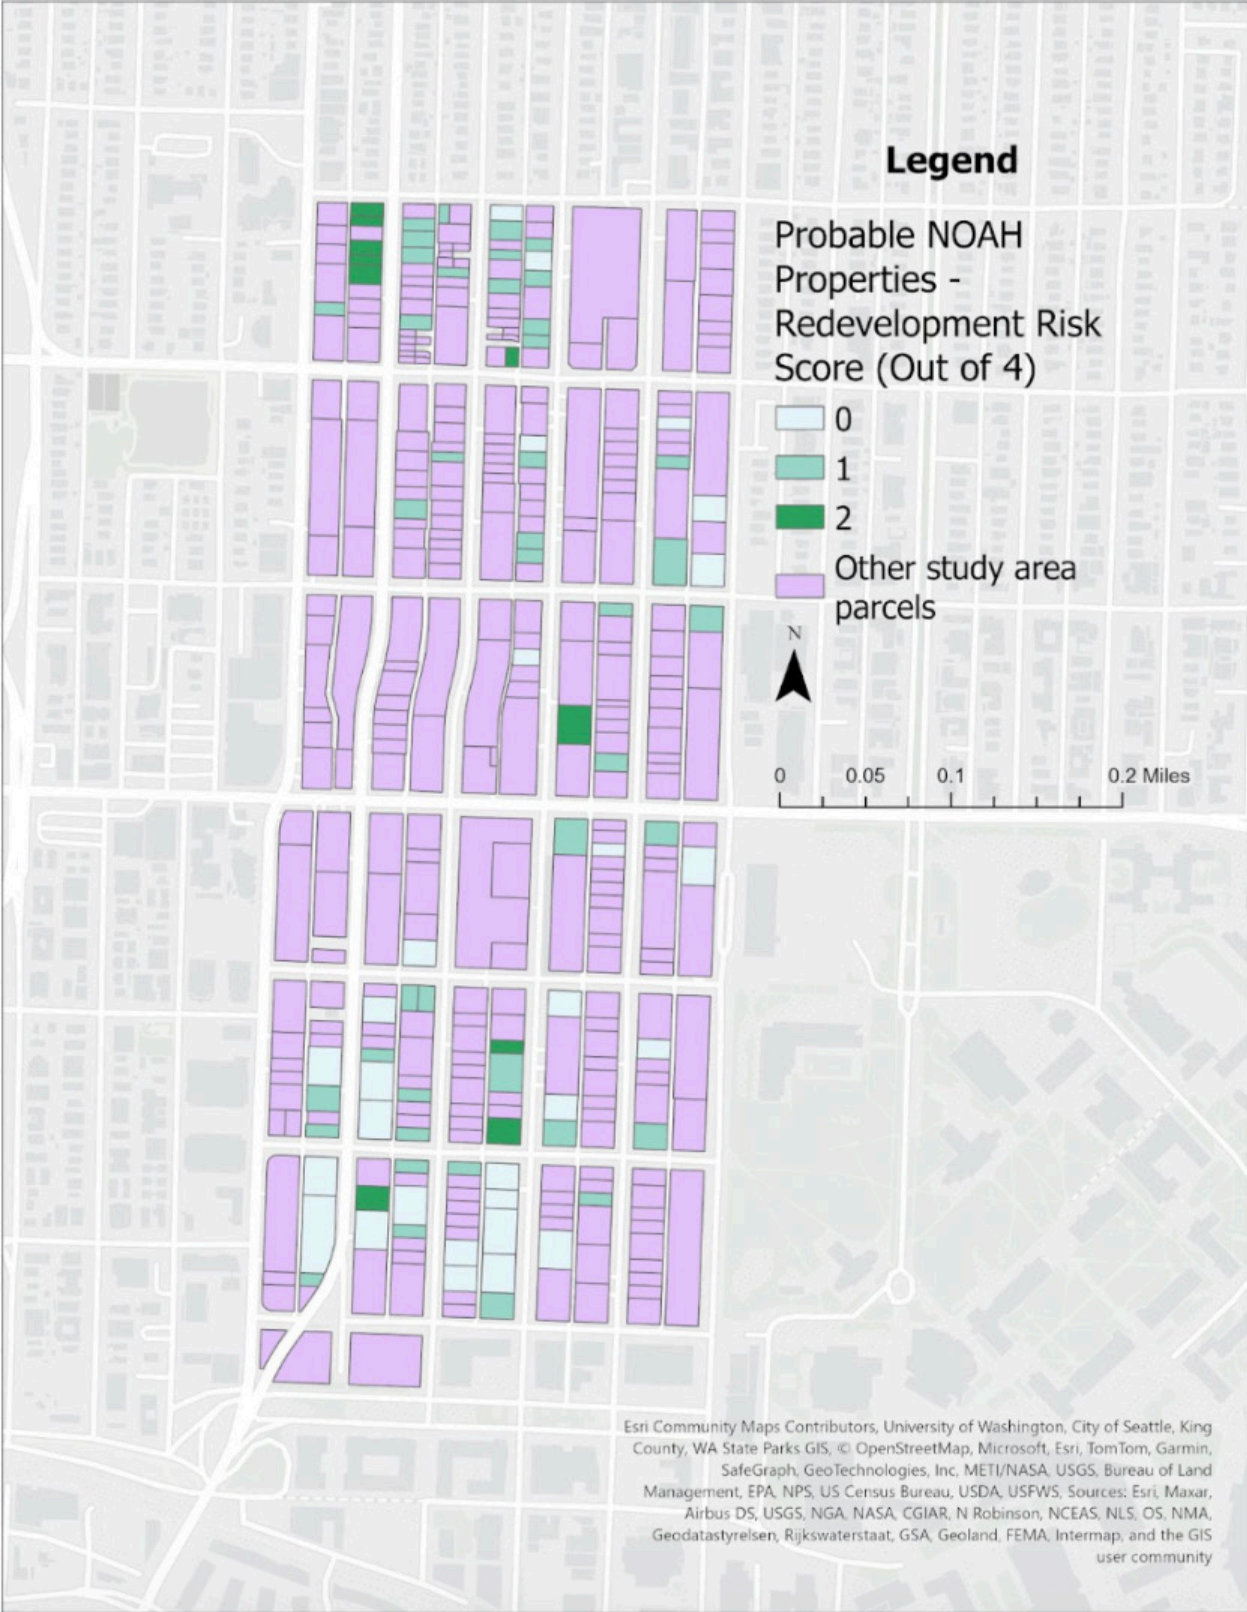 Legend
Probable NOAH
Properties -
Redevelopment Risk
Score (Out of 4)
0
1
2
Other study area
parcels
N
0 0.05 0.1 0.2 Miles
Esri Community Maps Contributors, University of Washington, City of Seattle, King
County, WA State Parks GIS, © OpenStreetMap, Microsoft, Esri, TomTom, Garmin,
SafeGraph, GeoTechnologies, Inc, METI/NASA, USGS, Bureau of Land
Management, EPA, NPS, US Census Bureau, USDA, USFWS, Sources: Esri, Maxar,
Airbus DS, USGS, NGA, NASA, CGIAR, N Robinson, NCEAS, NLS, OS, NMA,
Geodatastyrelsen, Rijkswaterstaat, GSA, Geoland, FEMA, Intermap, and the GIS
user community